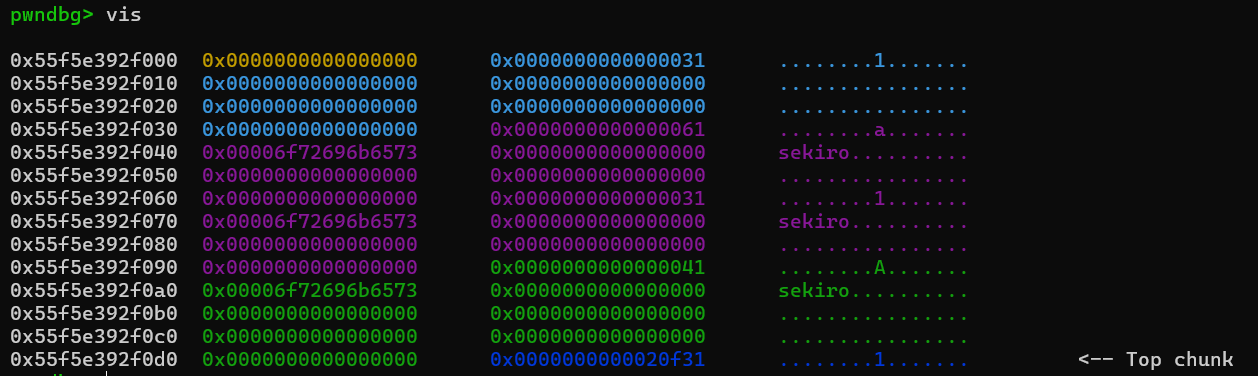 pwndbg> vis
0x55f5e392f000 0x0000000000000000 0x0000000000000031 ........1.......
0x55f5e392f010 0x0000000000000000 0x0000000000000000 ................
0x55f5e392f020 0x0000000000000000 0x0000000000000000 ................
0x55f5e392f030 0x0000000000000000 0x0000000000000061 ........a.......
0x55f5e392f040 0x00006f72696b6573 0x0000000000000000 sekiro..........
0x55f5e392f050 0x0000000000000000 0x0000000000000000 ................
0x55f5e392f060 0x0000000000000000 0x0000000000000031 ........1.......
0x55f5e392f070 0x00006f72696b6573 0x0000000000000000 sekiro..........
0x55f5e392f080 0x0000000000000000 0x0000000000000000 ................
0x55f5e392f090 0x0000000000000000 0x0000000000000041 ........A.......
0x55f5e392f0a0 0x00006f72696b6573 0x0000000000000000 sekiro..........
0x55f5e392f0b0 0x0000000000000000 0x0000000000000000 ................
0x55f5e392f0c0 0x0000000000000000 0x0000000000000000 ................
0x55f5e392f0d0 0x0000000000000000 0x0000000000020f31 ........1....... <-- Top chunk